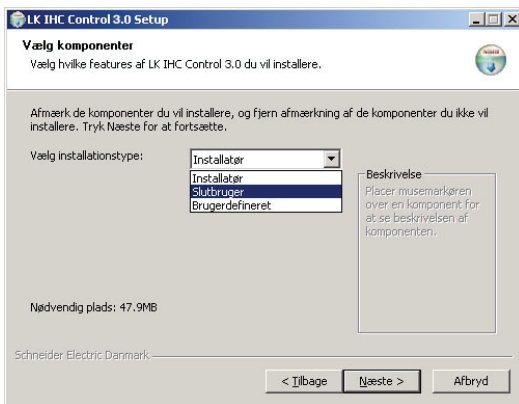 LK IHC Control 3.0 Setup
Vælg komponenter
Vælg hvilke features af LK IHC Control 3.0 du vil installere.
Afmærk de komponenter du vil installere, og fjern afmærkning af de komponenter du ikke vil
installere. Tryk Næste for at fortsætte.
Vælg installationstype:
Installatør
Installatør
Slutbruger
Brugerdefineret
Beskrivelse
Placer musemarkøren
over en komponent for
at se beskrivelsen af
komponenten.
Nødvendig plads: 47.9MB
Schneider Electric Danmark
< Tilbage
Næste >
Afbryd